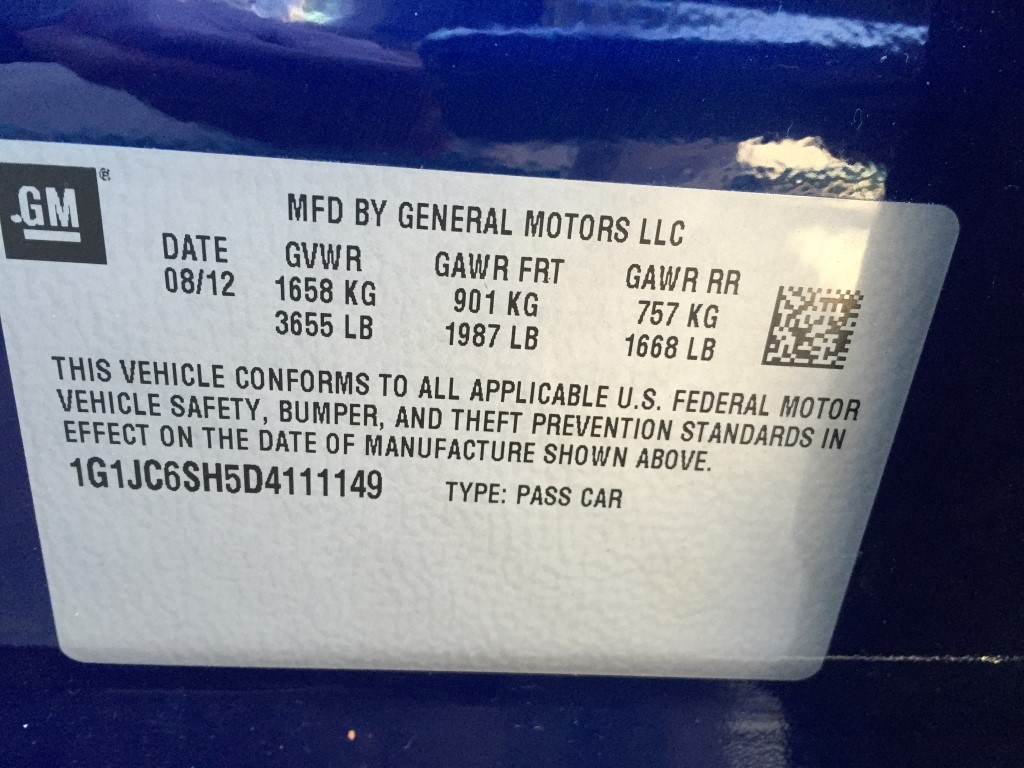 GM®
MFD BY GENERAL MOTORS LLC
DATE GVWR GAWR FRT GAWR RR
08/12 1658 KG 901 KG 757 KG
3655 LB 1987 LB 1668 LB
THIS VEHICLE CONFORMS TO ALL APPLICABLE U.S. FEDERAL MOTOR
VEHICLE SAFETY, BUMPER, AND THEFT PREVENTION STANDARDS IN
EFFECT ON THE DATE OF MANUFACTURE SHOWN ABOVE.
1G1JC6SH5D4111149 TYPE: PASS CAR